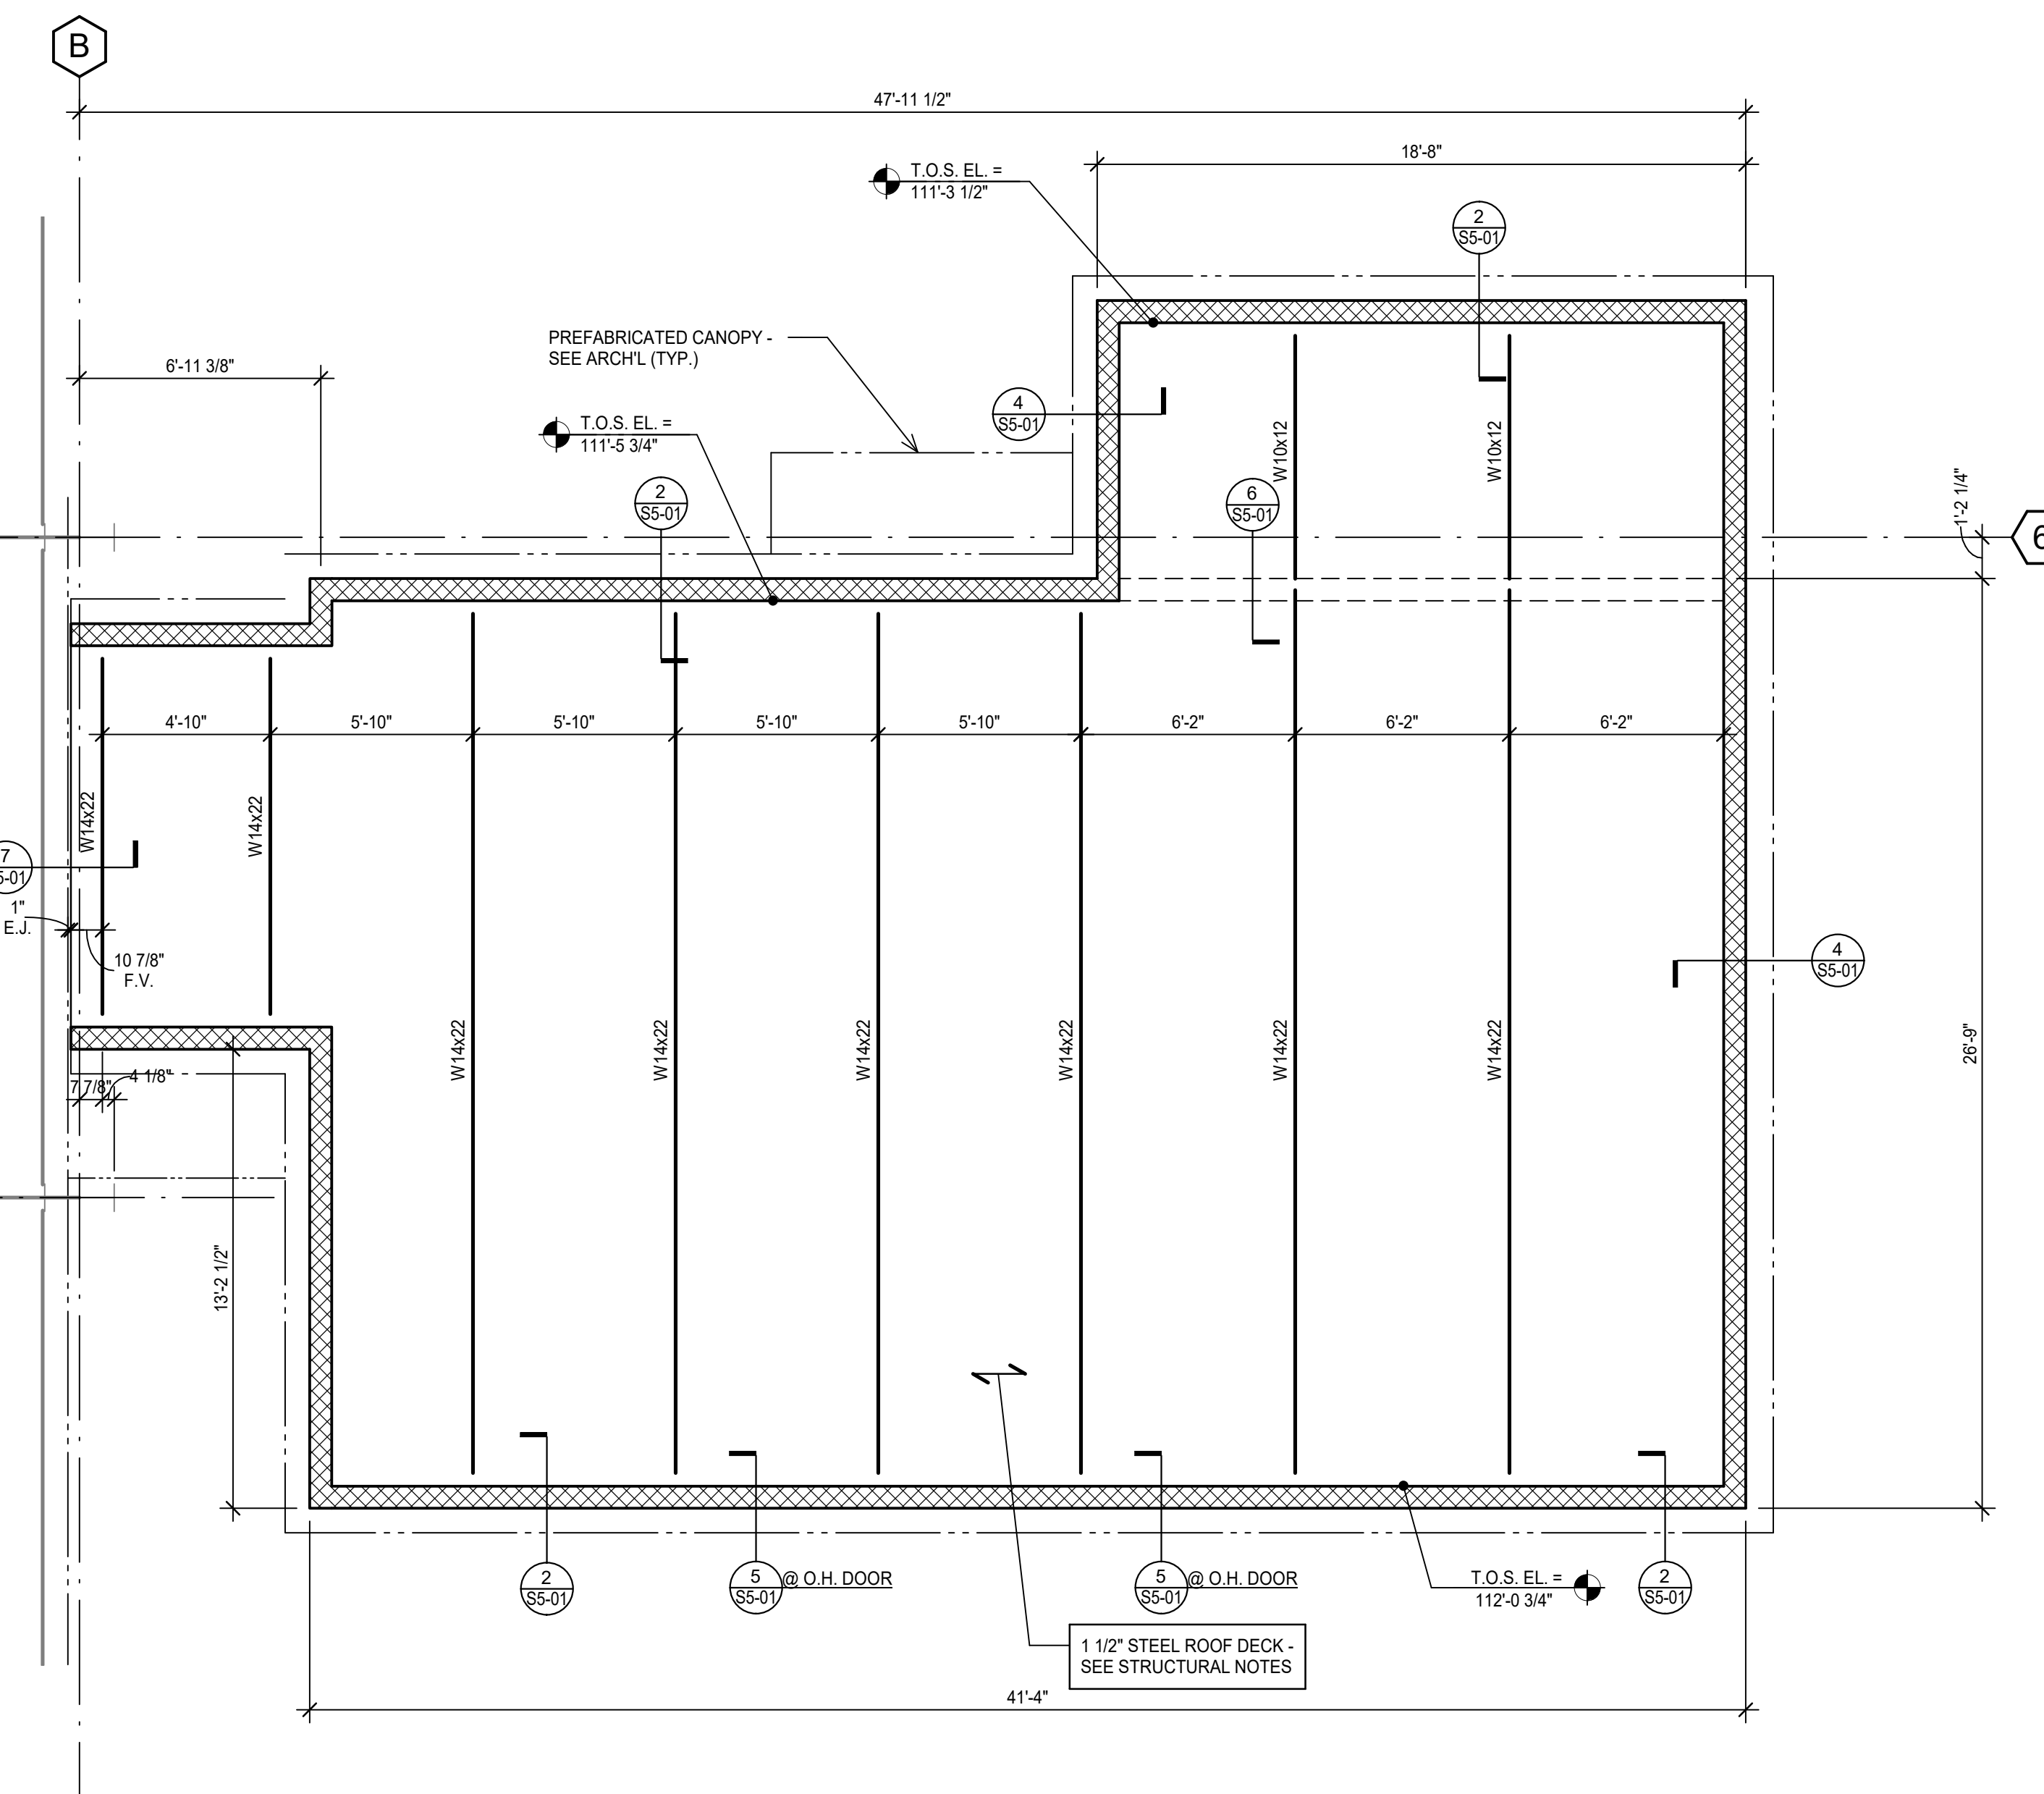 B
47'-11 1/2"
18'-8"
T.O.S. EL. =
111'-3 1/2"
2
S5-01
PREFABRICATED CANOPY -
SEE ARCH'L (TYP.)
6'-11 3/8"
4
S5-01
T.O.S. EL. =
111'-5 3/4"
W10x12
W10x12
2
S5-01
6
S5-01
1'-2 1/4"
6
4'-10"
5'-10"
5'-10"
5'-10"
5'-10"
6'-2"
6'-2"
6'-2"
W14x22
W14x22
7
S5-01
1"
E.J.
10 7/8"
F.V.
4
S5-01
W14x22
W14x22
W14x22
W14x22
W14x22
W14x22
26'-9"
7 7/8"
4 1/8"
13'-2 1/2"
2
S5-01
5
S5-01
@ O.H. DOOR
5
S5-01
@ O.H. DOOR
T.O.S. EL. =
112'-0 3/4"
2
S5-01
1 1/2" STEEL ROOF DECK -
SEE STRUCTURAL NOTES
41'-4"